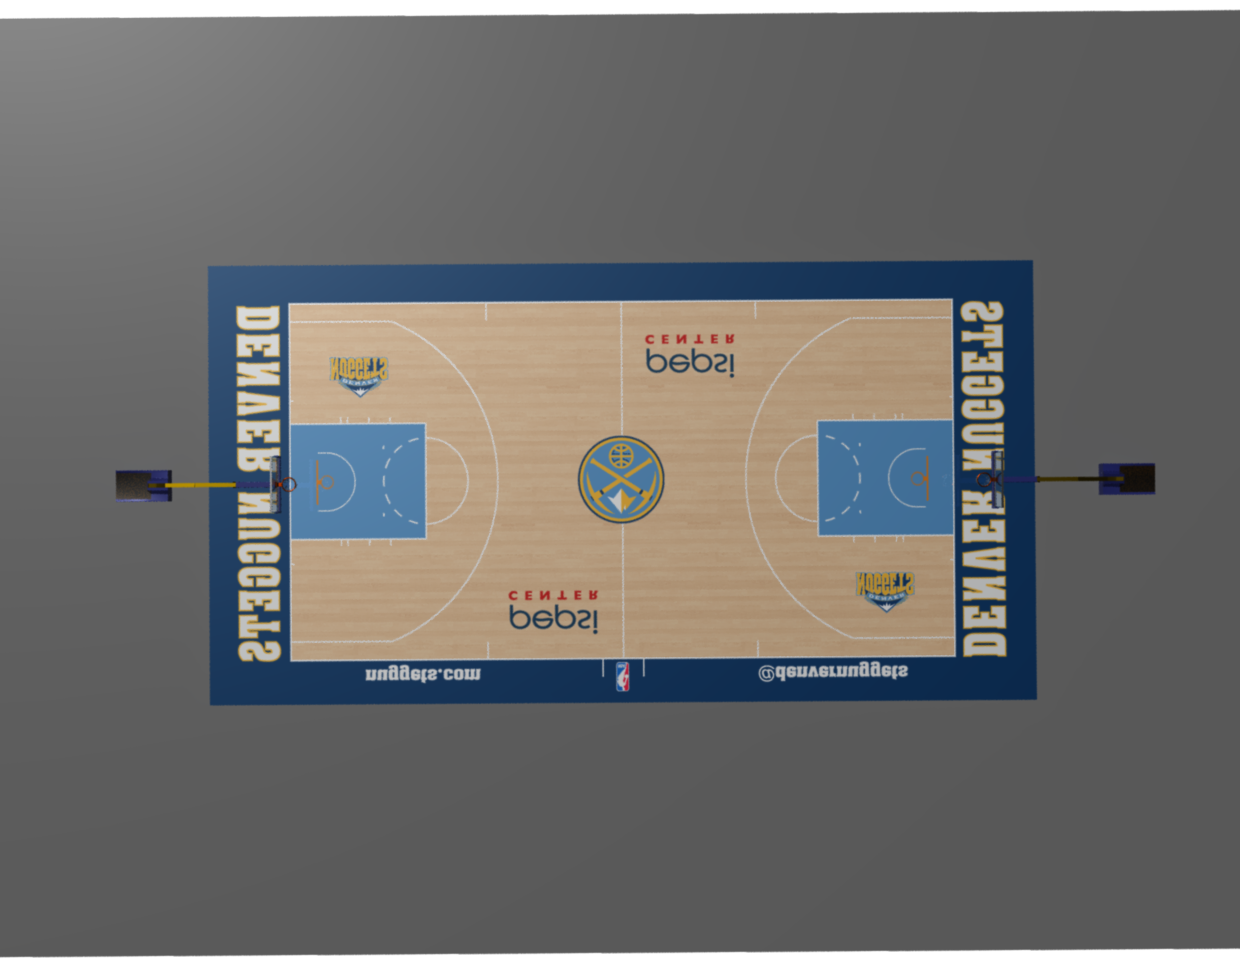 DENVER NUGGETS
DENVER NUGGETS
CENTER
pepsi
NUGGETS
DENVER
CENTER
pepsi
NUGGETS
DENVER
nuggets.com
@denvernuggets